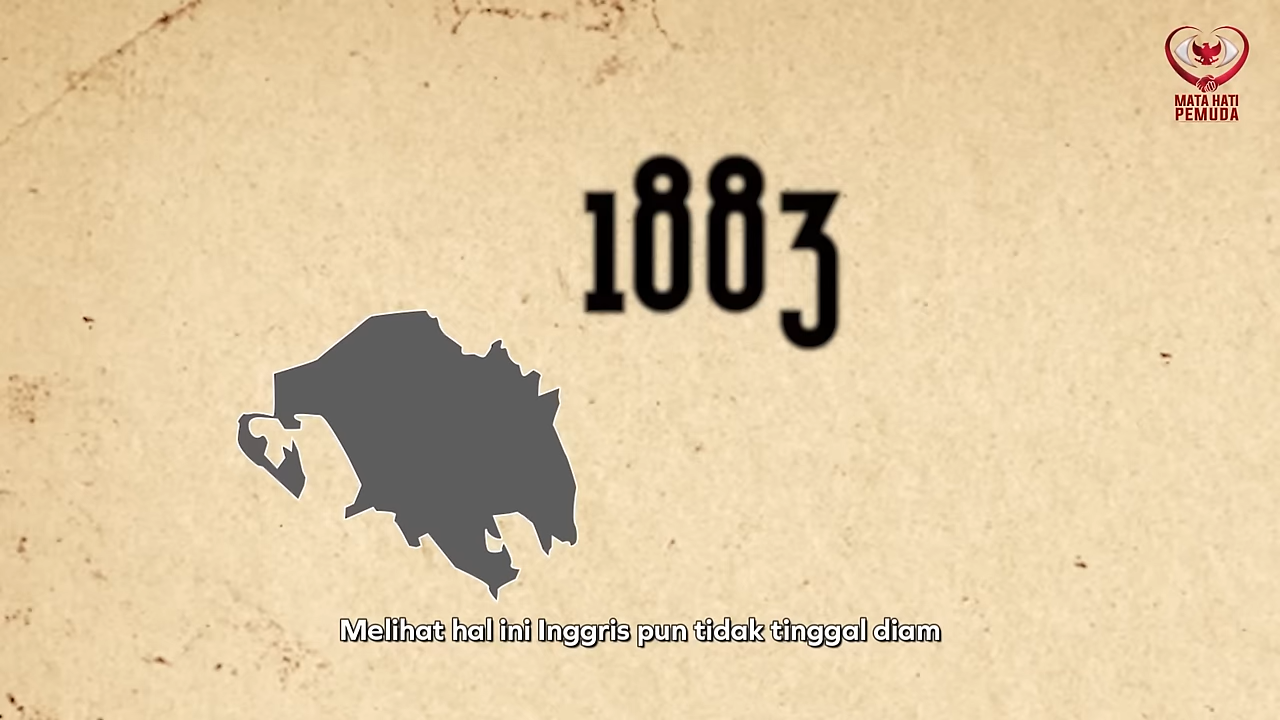 MATA HATI
PEMUDA
1883
Melihat hal ini Inggris pun tidak tinggal diam